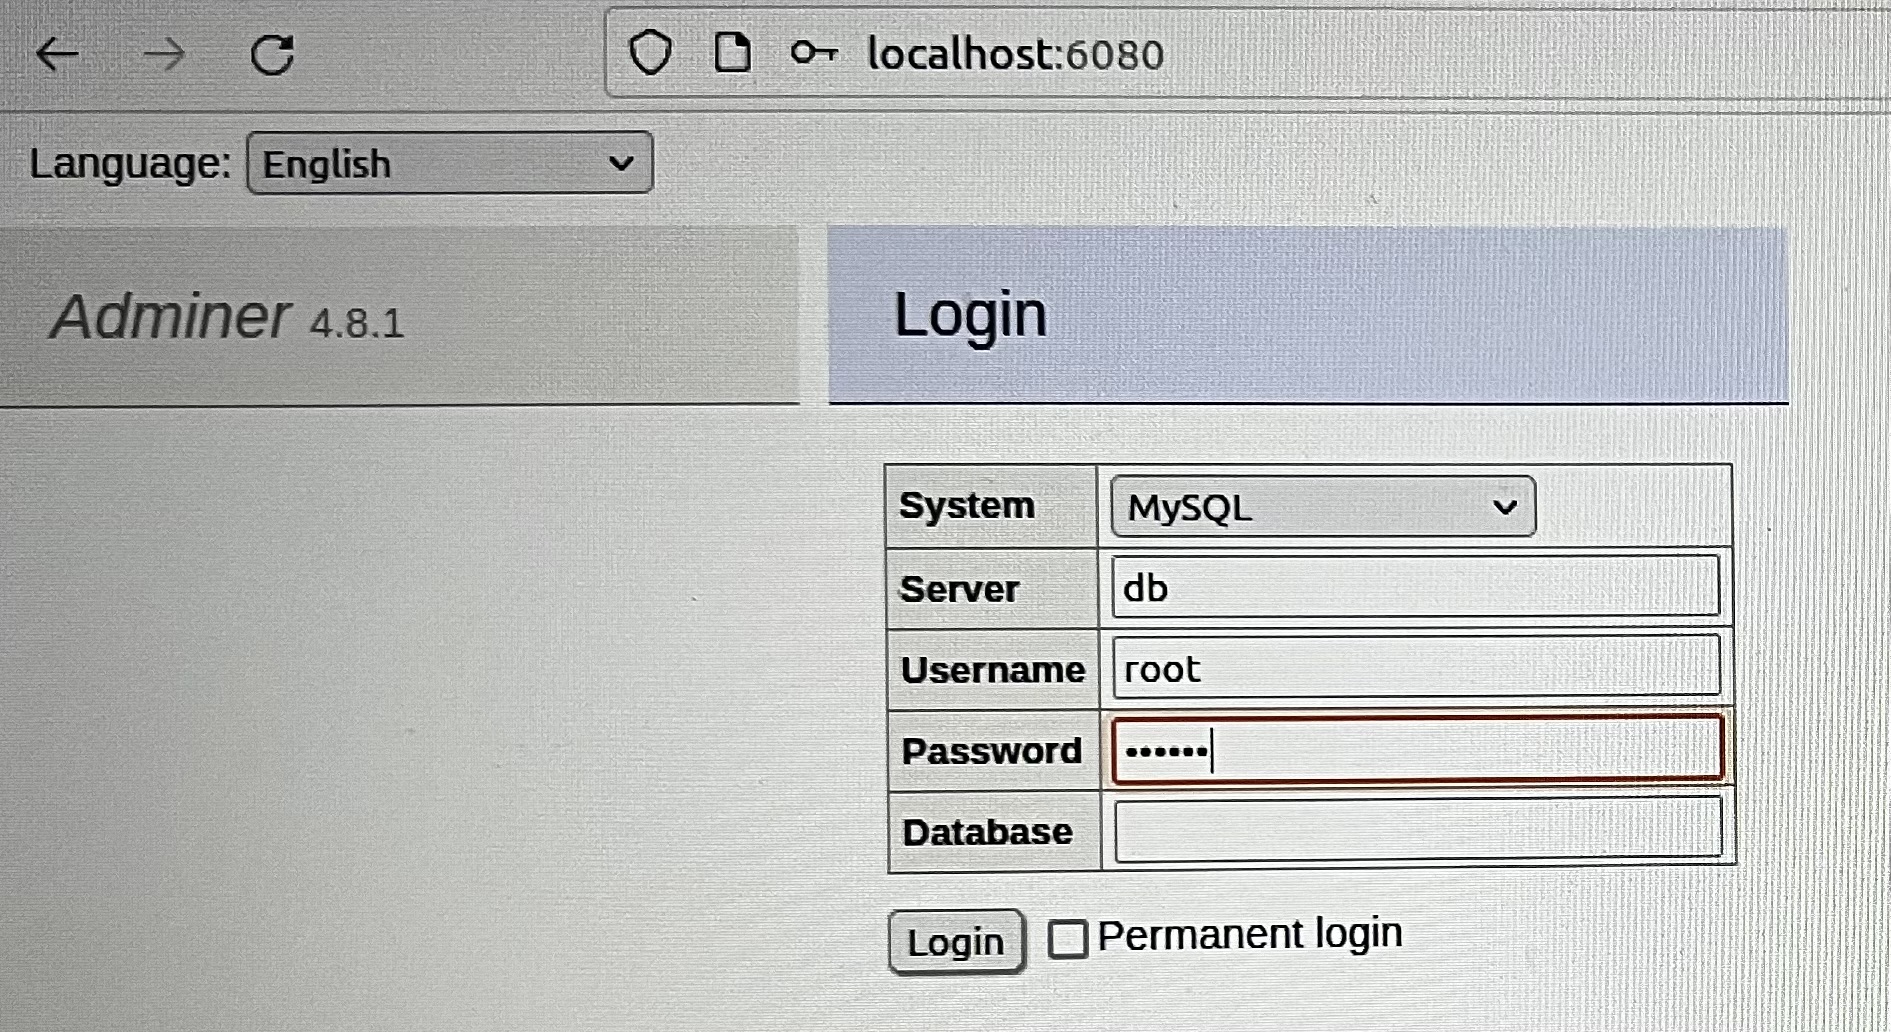 localhost:6080
Language: English
Adminer 4.8.1
Login
System MySQL
Server db
Username root
Password ••••••
Database
Login Permanent login